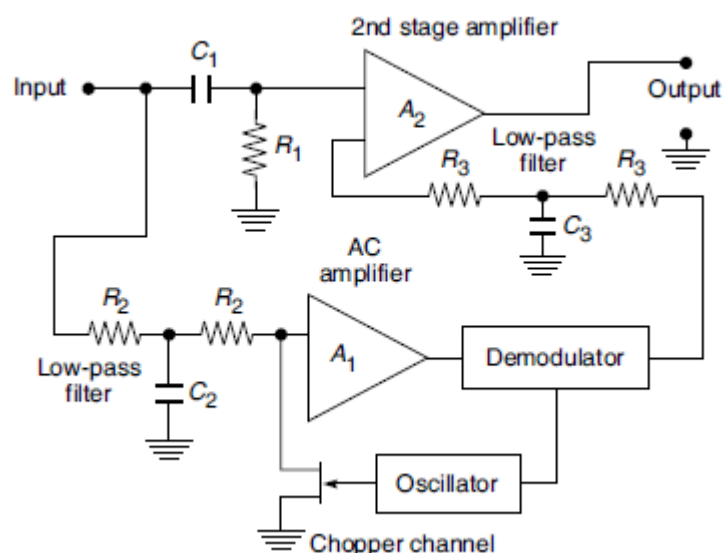 2nd stage amplifier
C1
Input
A2
Output
R1
Low-pass
filter
R3
R3
C3
AC
amplifier
R2
R2
A1
Demodulator
Low-pass
filter
C2
Oscillator
Chopper channel